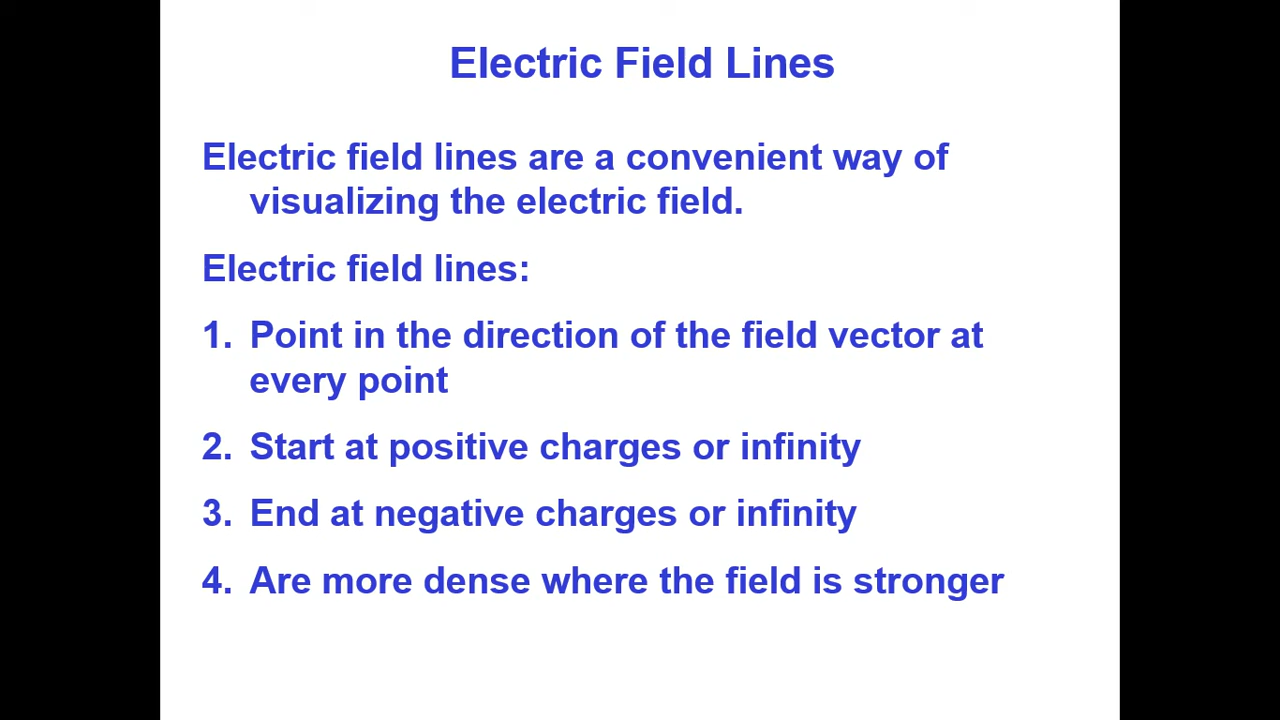 Electric Field Lines
Electric field lines are a convenient way of
visualizing the electric field.
Electric field lines:
1. Point in the direction of the field vector at
every point
2. Start at positive charges or infinity
3. End at negative charges or infinity
4. Are more dense where the field is stronger